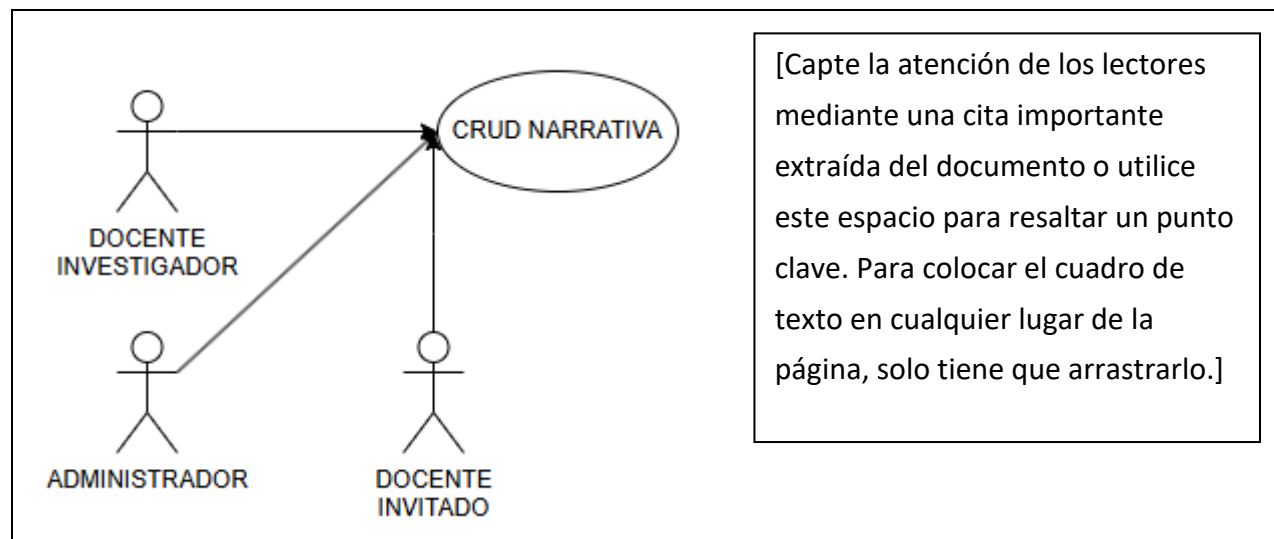 CRUD NARRATIVA
DOCENTE
INVESTIGADOR
ADMINISTRADOR
DOCENTE
INVITADO
[Capte la atención de los lectores
mediante una cita importante
extraída del documento o utilice
este espacio para resaltar un punto
clave. Para colocar el cuadro de
texto en cualquier lugar de la
página, solo tiene que arrastrarlo.]